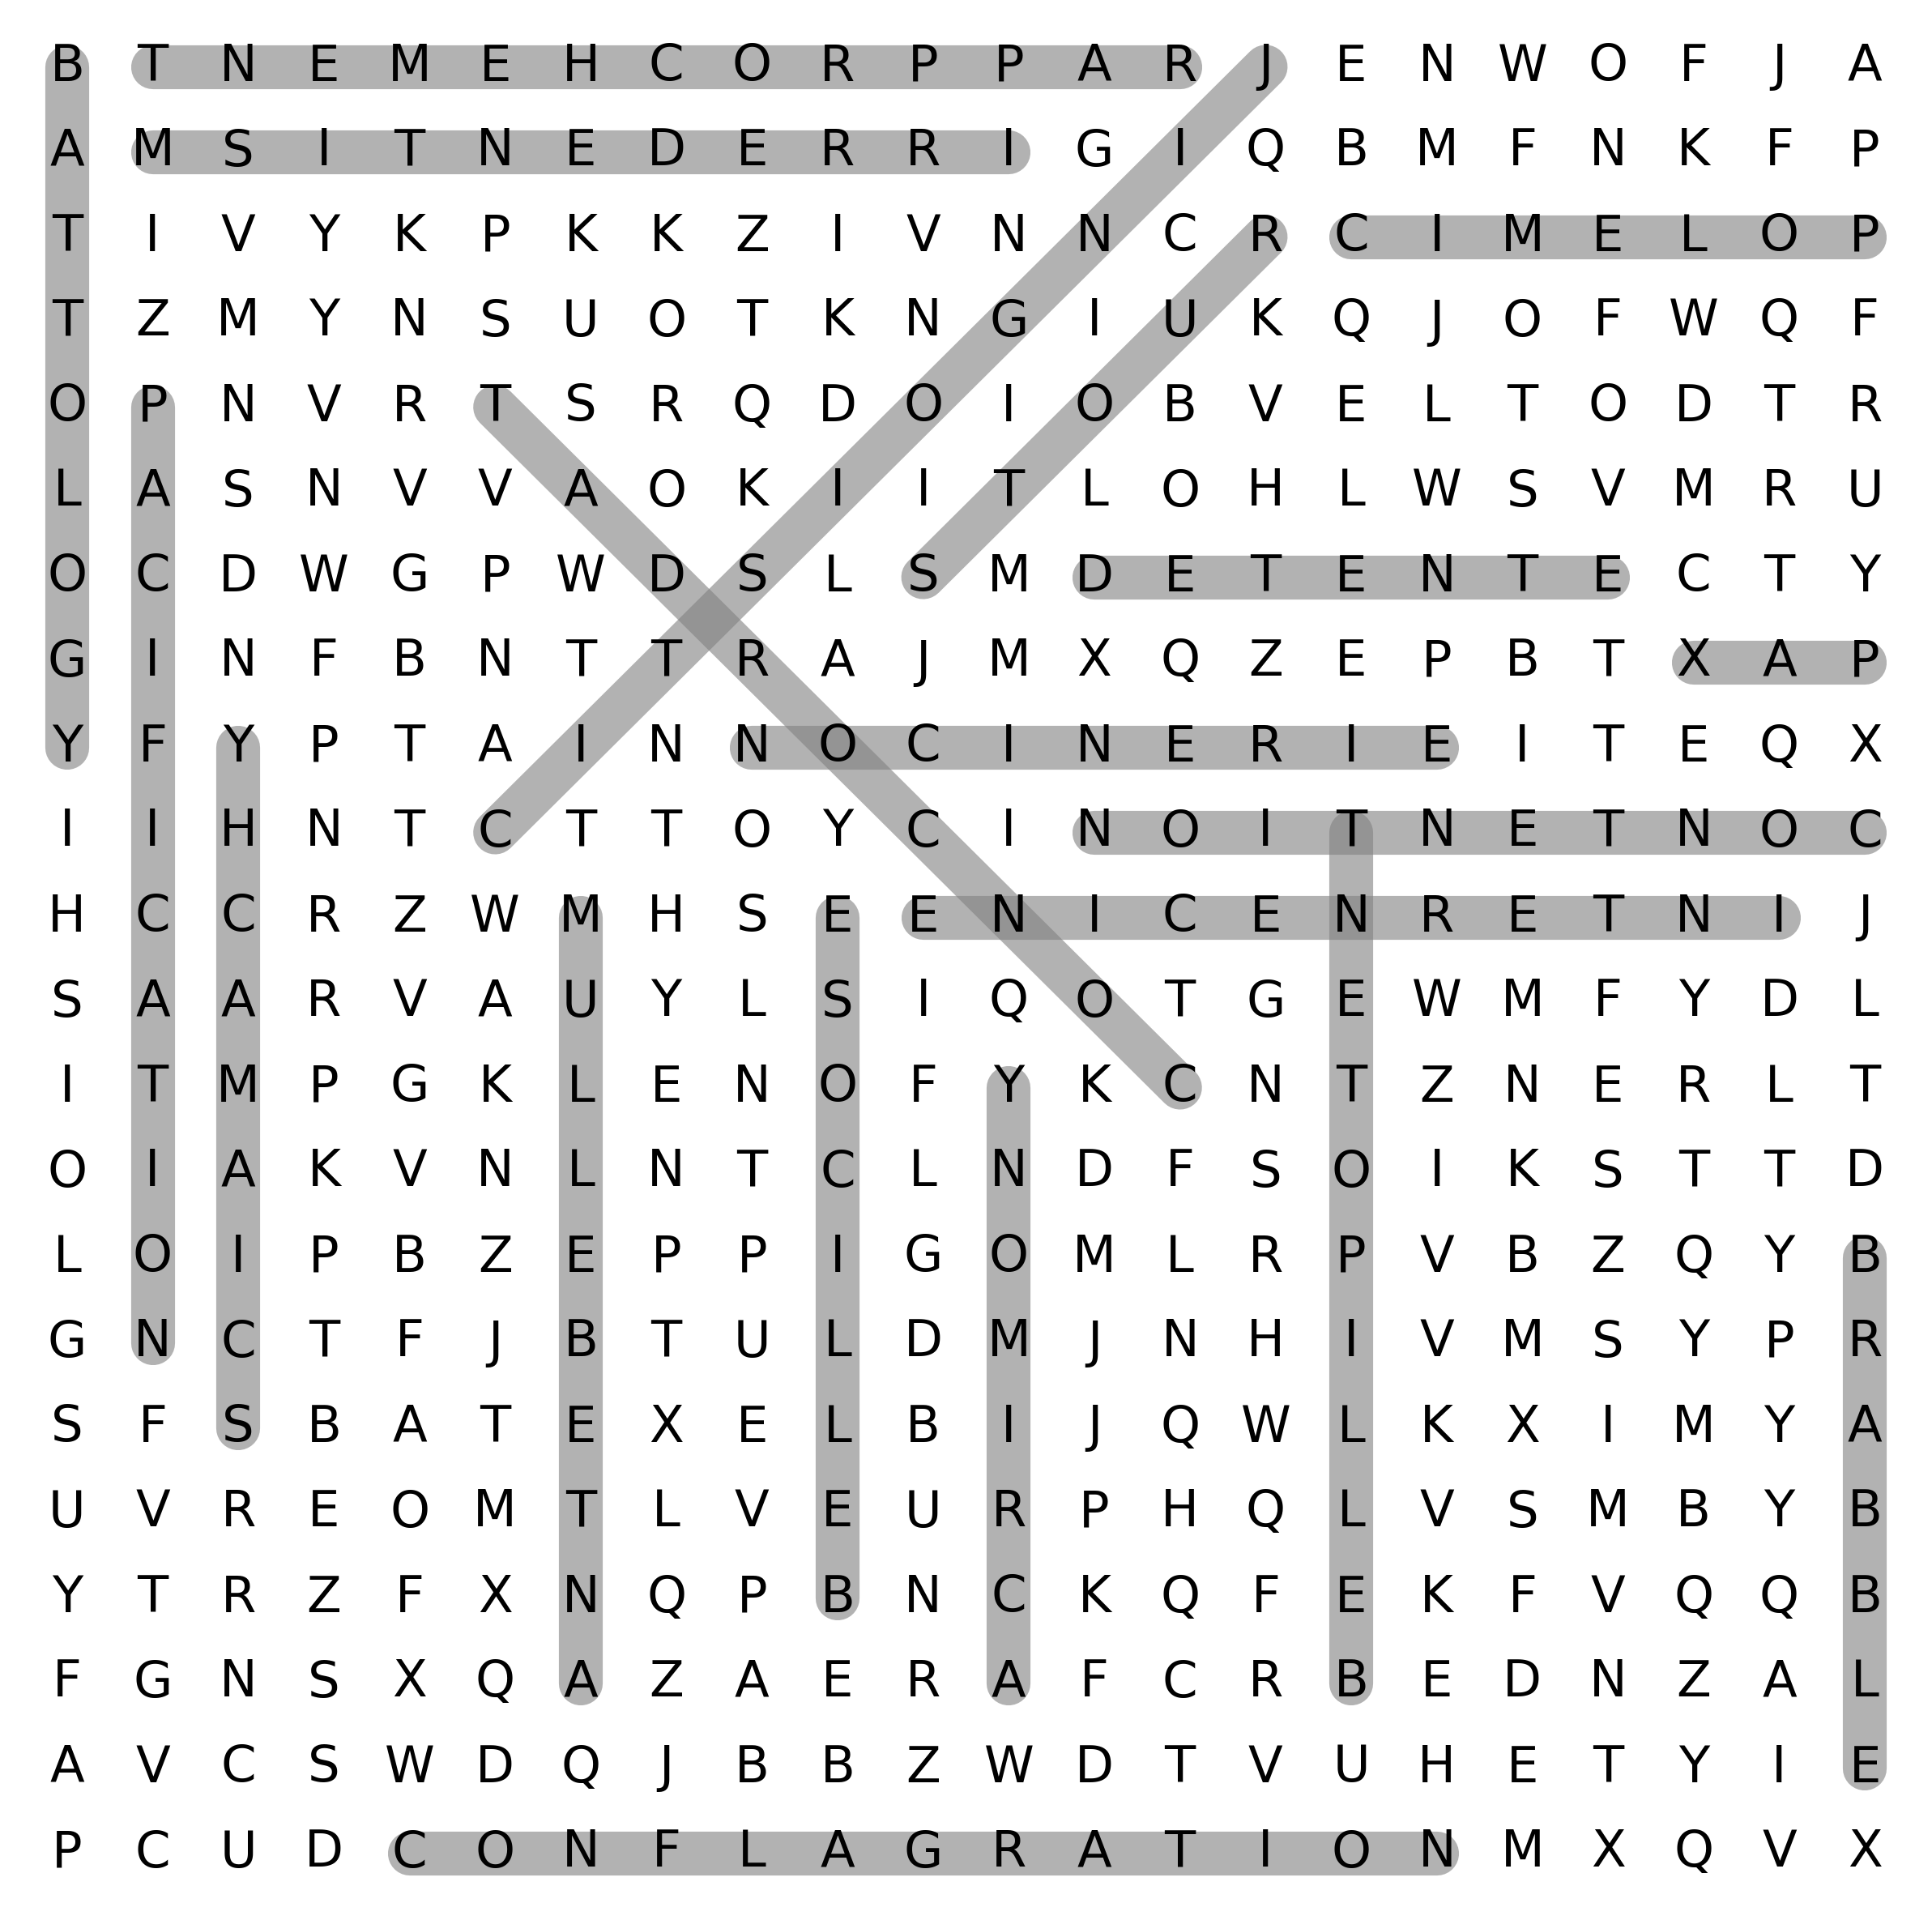 B T N E M E H C O R P P A R J E N W O F J A
A M S I T N E D E R R I G I Q B M F N K F P
T I V Y K P K K Z I V N N C R C I M E L O P
T Z M Y N S U O T K N G I U K Q J O F W Q F
O P N V R T S R Q D O I O B V E L T O D T R
L A S N V V A O K I I T L O H L W S V M R U
O C D W G P W D S L S M D E T E N T E C T Y
G I N F B N T T R A J M X Q Z E P B T X A P
Y F Y P T A I N N O C I N E R I E I T E Q X
I I H N T C T T O Y C I N O I T N E T N O C
H C C R Z W M H S E E N I C E N R E T N I J
S A A R V A U Y L S I Q O T G E W M F Y D L
I T M P G K L E N O F Y K C N T Z N E R L T
O I A K V N L N T C L N D F S O I K S T T D
L O I P B Z E P P I G O M L R P V B Z Q Y B
G N C T F J B T U L D M J N H I V M S Y P R
S F S B A T E X E L B I J Q W L K X I M Y A
U V R E O M T L V E U R P H Q L V S M B Y B
Y T R Z F X N Q P B N C K Q F E K F V Q Q B
F G N S X Q A Z A E R A F C R B E D N Z A L
A V C S W D Q J B B Z W D T V U H E T Y I E
P C U D C O N F L A G R A T I O N M X Q V X